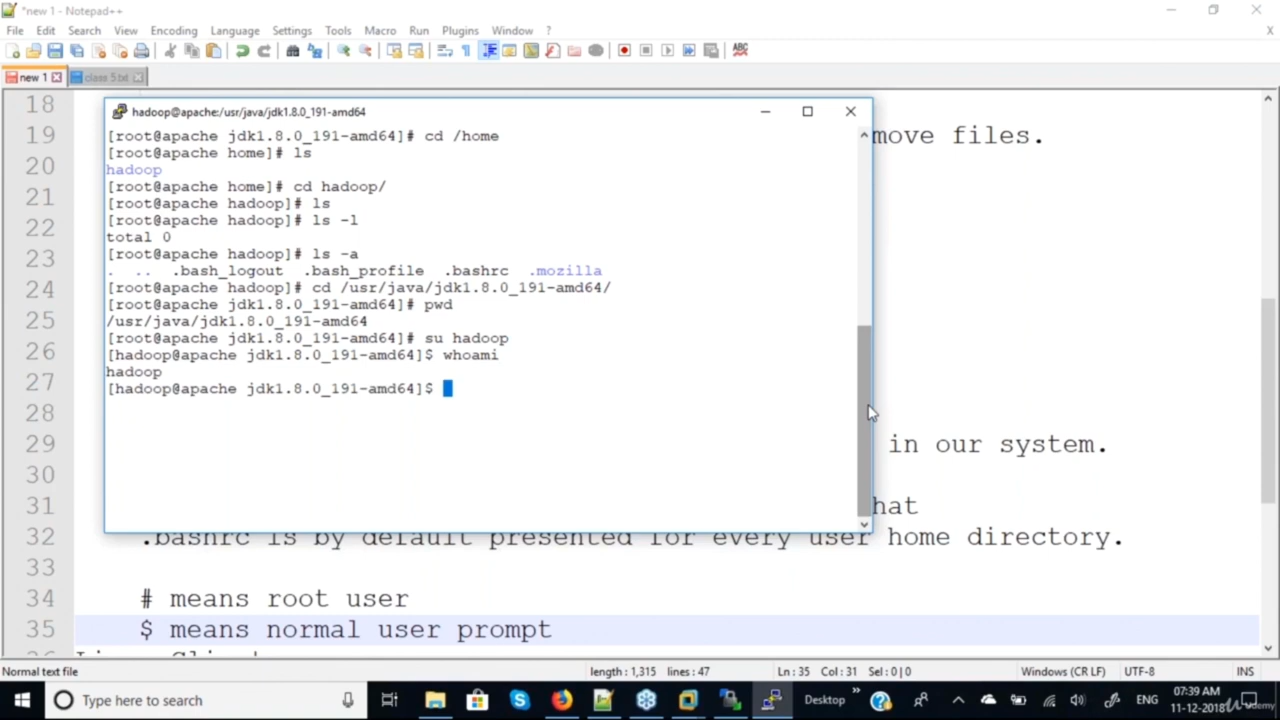 *new 1 - Notepad++
File Edit Search View Encoding Language Settings Tools Macro Run Plugins Window ? X
new 1 class 5.txt
hadoop@apache:/usr/java/jdk1.8.0_191-amd64
[root@apache jdk1.8.0_191-amd64]# cd /home
[root@apache home]# ls
hadoop
[root@apache home]# cd hadoop/
[root@apache hadoop]# ls
[root@apache hadoop]# ls -l
total 0
[root@apache hadoop]# ls -a
. .. .bash_logout .bash_profile .bashrc .mozilla
[root@apache hadoop]# cd /usr/java/jdk1.8.0_191-amd64/
[root@apache jdk1.8.0_191-amd64]# pwd
/usr/java/jdk1.8.0_191-amd64
[root@apache jdk1.8.0_191-amd64]# su hadoop
[hadoop@apache jdk1.8.0_191-amd64]$ whoami
hadoop
[hadoop@apache jdk1.8.0_191-amd64]$
18
19 move files.
20
21
22
23
24
25
26
27
28
29 in our system.
30
31 hat
32 .bashrc is by default presented for every user home directory.
33
34 # means root user
35 $ means normal user prompt
Normal text file length : 1,315 lines : 47 Ln : 35 Col : 31 Sel : 0 | 0 Windows (CR LF) UTF-8 INS
Type here to search Desktop ENG 07:39 AM
11-12-2018
Udemy